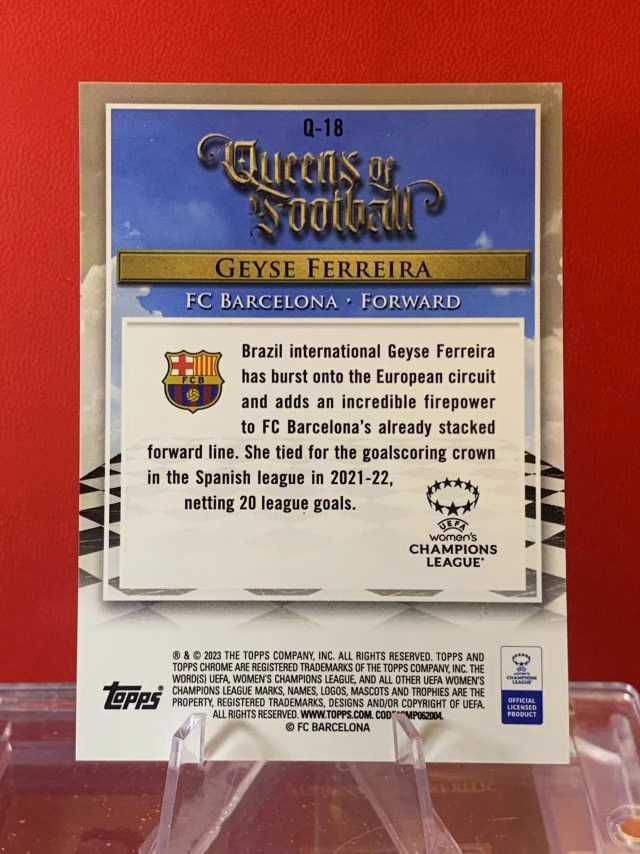 Q-18
Queens of
Football
GEYSE FERREIRA
FC BARCELONA · FORWARD
FCB
Brazil international Geyse Ferreira
has burst onto the European circuit
and adds an incredible firepower
to FC Barcelona's already stacked
forward line. She tied for the goalscoring crown
in the Spanish league in 2021-22,
netting 20 league goals.
UEFA
WOMEN'S
CHAMPIONS
LEAGUE
® & © 2023 THE TOPPS COMPANY, INC. ALL RIGHTS RESERVED. TOPPS AND
TOPPS CHROME ARE REGISTERED TRADEMARKS OF THE TOPPS COMPANY, INC. THE
WORD(S) UEFA, WOMEN'S CHAMPIONS LEAGUE, AND ALL OTHER UEFA WOMEN'S
CHAMPIONS LEAGUE MARKS, NAMES, LOGOS, MASCOTS AND TROPHIES ARE THE
PROPERTY, REGISTERED TRADEMARKS, DESIGNS AND/OR COPYRIGHT OF UEFA.
ALL RIGHTS RESERVED. WWW.TOPPS.COM.
© FC BARCELONA
Topps®
WOMEN'S
CHAMPIONS
LEAGUE
OFFICIAL
LICENSED
PRODUCT